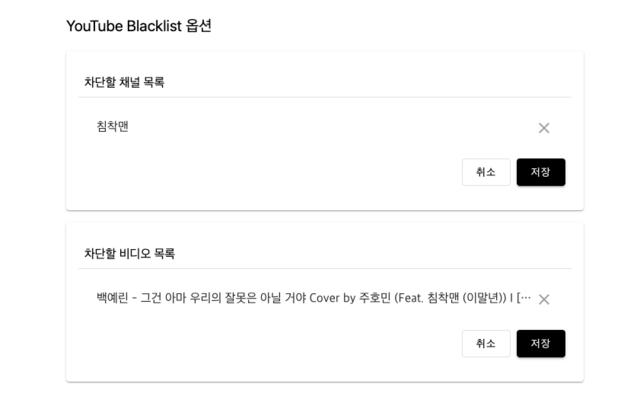 YouTube Blacklist 옵션
차단할 채널 목록
침착맨
취소 저장
차단할 비디오 목록
백예린 - 그건 아마 우리의 잘못은 아닐 거야 Cover by 주호민 (Feat. 침착맨 (이말년)) I […
취소 저장